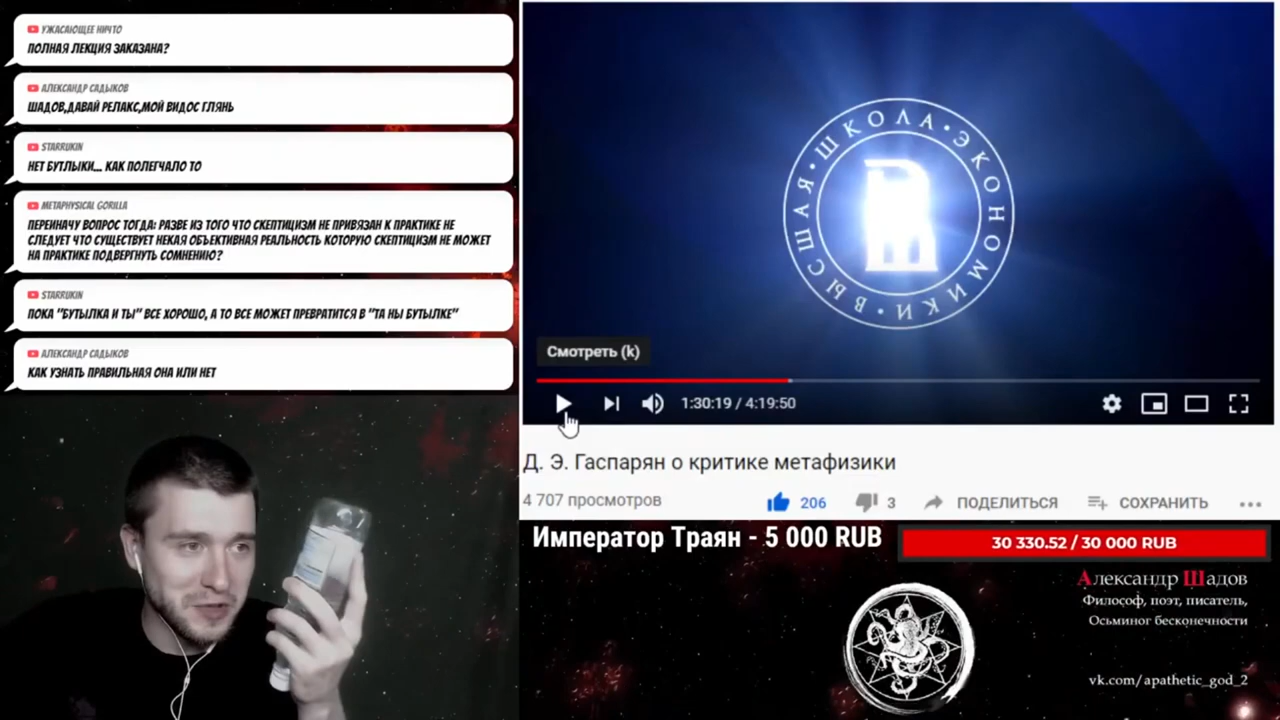 УЖАСАЮЩЕЕ НИЧТО
ПОЛНАЯ ЛЕКЦИЯ ЗАКАЗАНА?
АЛЕКСАНДР САДЫКОВ
ШАДОВ,ДАВАЙ РЕЛАКС,МОЙ ВИДОС ГЛЯНЬ
STARRUKIN
НЕТ БУТЛЫКИ... КАК ПОЛЕГЧАЛО ТО
METAPHYSICAL GORILLA
ПЕРЕИНАЧУ ВОПРОС ТОГДА: РАЗВЕ ИЗ ТОГО ЧТО СКЕПТИЦИЗМ НЕ ПРИВЯЗАН К ПРАКТИКЕ НЕ
СЛЕДУЕТ ЧТО СУЩЕСТВУЕТ НЕКАЯ ОБЪЕКТИВНАЯ РЕАЛЬНОСТЬ КОТОРУЮ СКЕПТИЦИЗМ НЕ МОЖЕТ
НА ПРАКТИКЕ ПОДВЕРГНУТЬ СОМНЕНИЮ?
STARRUKIN
ПОКА "БУТЫЛКА И ТЫ" ВСЕ ХОРОШО, А ТО ВСЕ МОЖЕТ ПРЕВРАТИТСЯ В "ТА НЫ БУТЫЛКЕ"
АЛЕКСАНДР САДЫКОВ
КАК УЗНАТЬ ПРАВИЛЬНАЯ ОНА ИЛИ НЕТ
ВЫСШАЯ • ШКОЛА • ЭКОНОМИКИ •
Смотреть (k)
1:30:19 / 4:19:50
Д. Э. Гаспарян о критике метафизики
4 707 просмотров
206
3
ПОДЕЛИТЬСЯ
СОХРАНИТЬ
Император Траян - 5 000 RUB
30 330.52 / 30 000 RUB
Александр Шадов
Философ, поэт, писатель,
Осьминог бесконечности
vk.com/apathetic_god_2